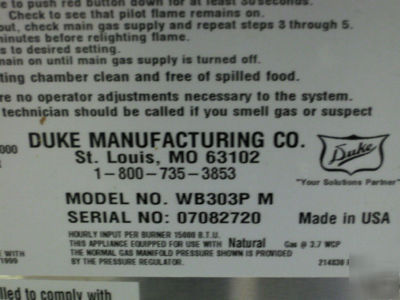 to push red button down for at least 30 seconds.
Check to see that pilot flame remains on.
out, check main gas supply and repeat steps 3 through 5.
minutes before relighting flame.
s to desired setting.
main on until main gas supply is turned off.
ting chamber clean and free of spilled food.
re no operator adjustments necessary to the system.
technician should be called if you smell gas or suspect
000
DUKE MANUFACTURING CO.
St. Louis, MO 63102
1-800-735-3853
Duke
"Your Solutions Partner"
MODEL NO. WB303P M
SERIAL NO: 07082720
Made in USA
HOURLY INPUT PER BURNER 15000 B.T.U.
THIS APPLIANCE EQUIPPED FOR USE WITH Natural Gas @ 3.7 WCP
THE NORMAL GAS MANIFOLD PRESSURE SHOWN IS PROVIDED
BY THE PRESSURE REGULATOR.
E WITH
1999
lled to comply with